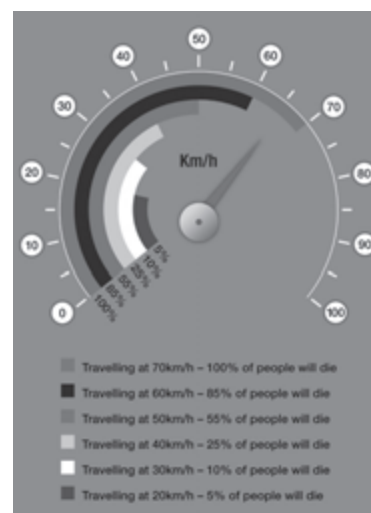 50
40
60
30
70
Km/h
20
80
10
90
5%
10%
25%
55%
85%
100%
0
100
Travelling at 70km/h – 100% of people will die
Travelling at 60km/h – 85% of people will die
Travelling at 50km/h – 55% of people will die
Travelling at 40km/h – 25% of people will die
Travelling at 30km/h – 10% of people will die
Travelling at 20km/h – 5% of people will die